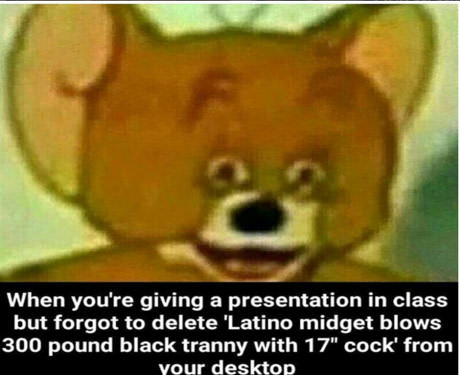 When you're giving a presentation in class
but forgot to delete 'Latino midget blows
300 pound black tranny with 17" cock' from
your desktop